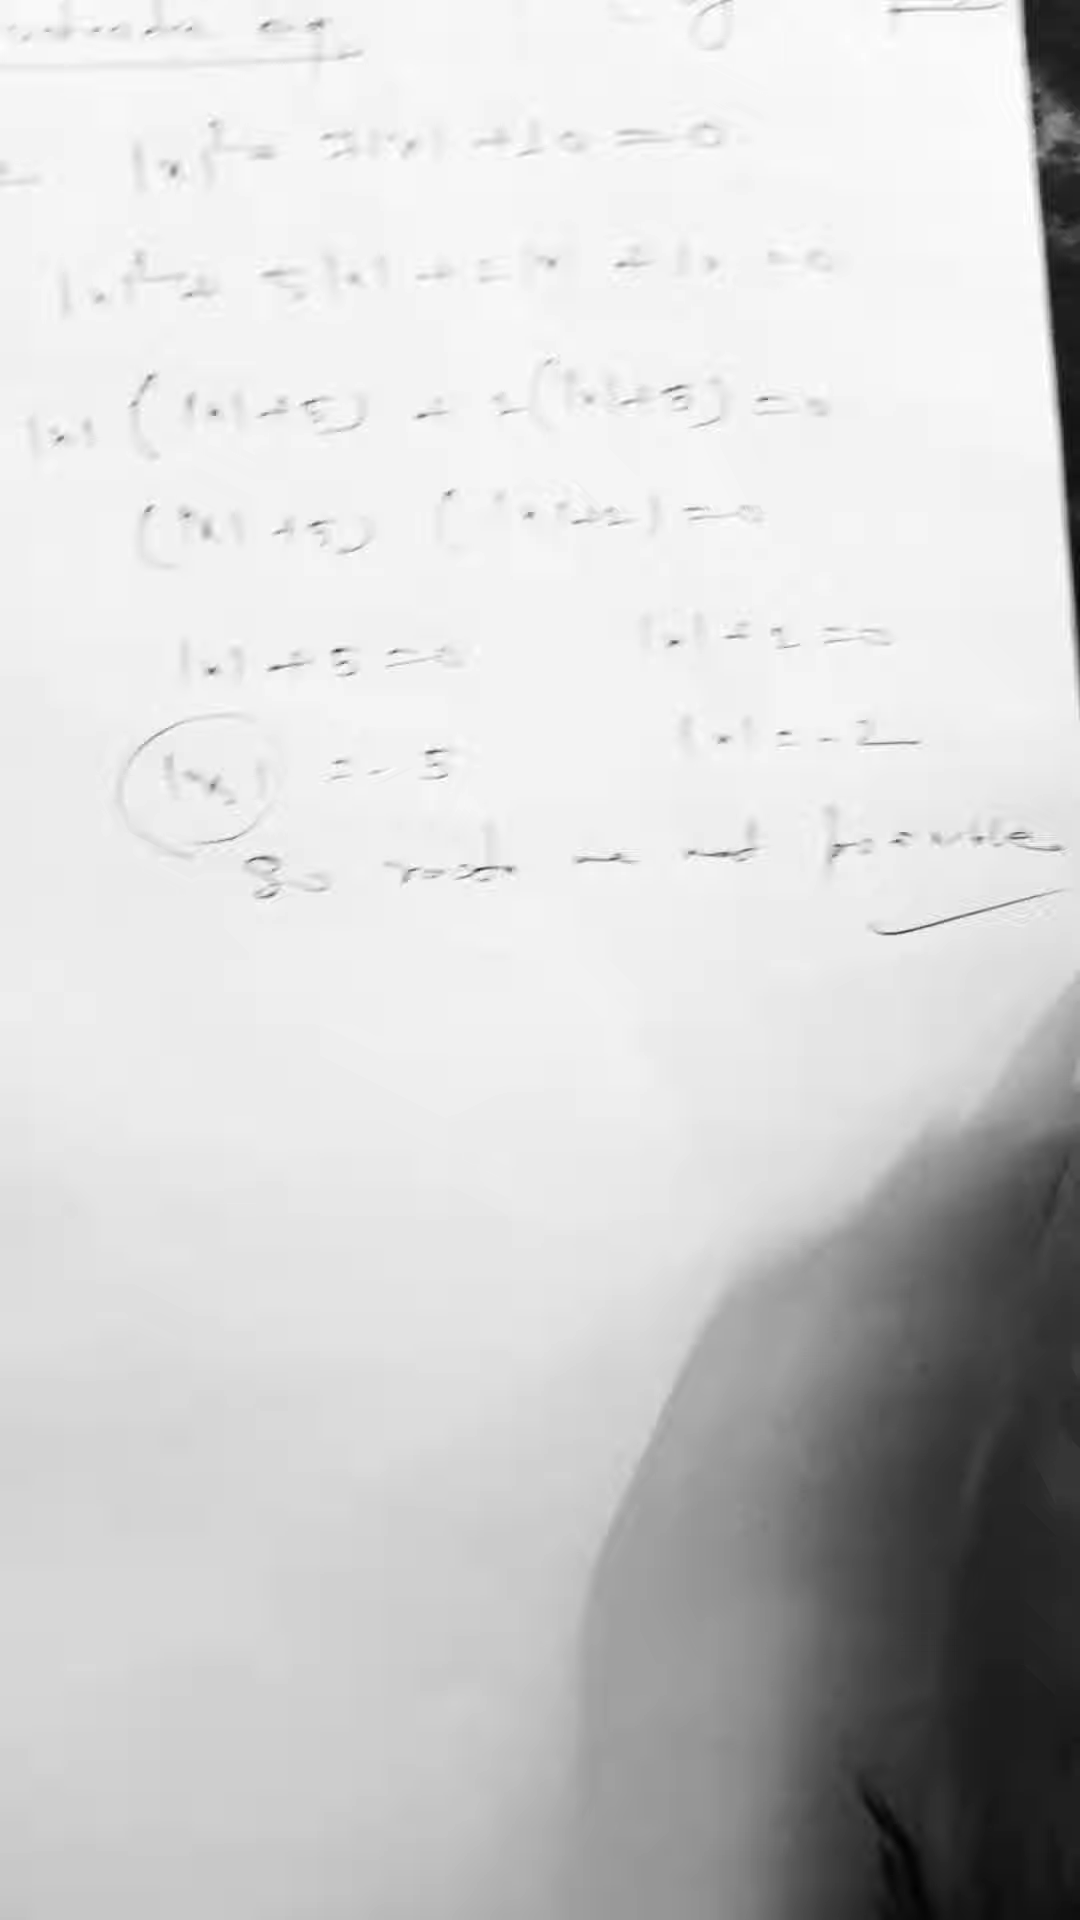 |x|² + 7|x| + 10 = 0
|x|² + 5|x| + 2|x| + 10 = 0
|x| (|x|+5) + 2(|x|+5) = 0
(|x|+5) (|x|+2) = 0
|x| + 5 = 0 |x| + 2 = 0
|x| = - 5 |x| = - 2
So roots are not possible